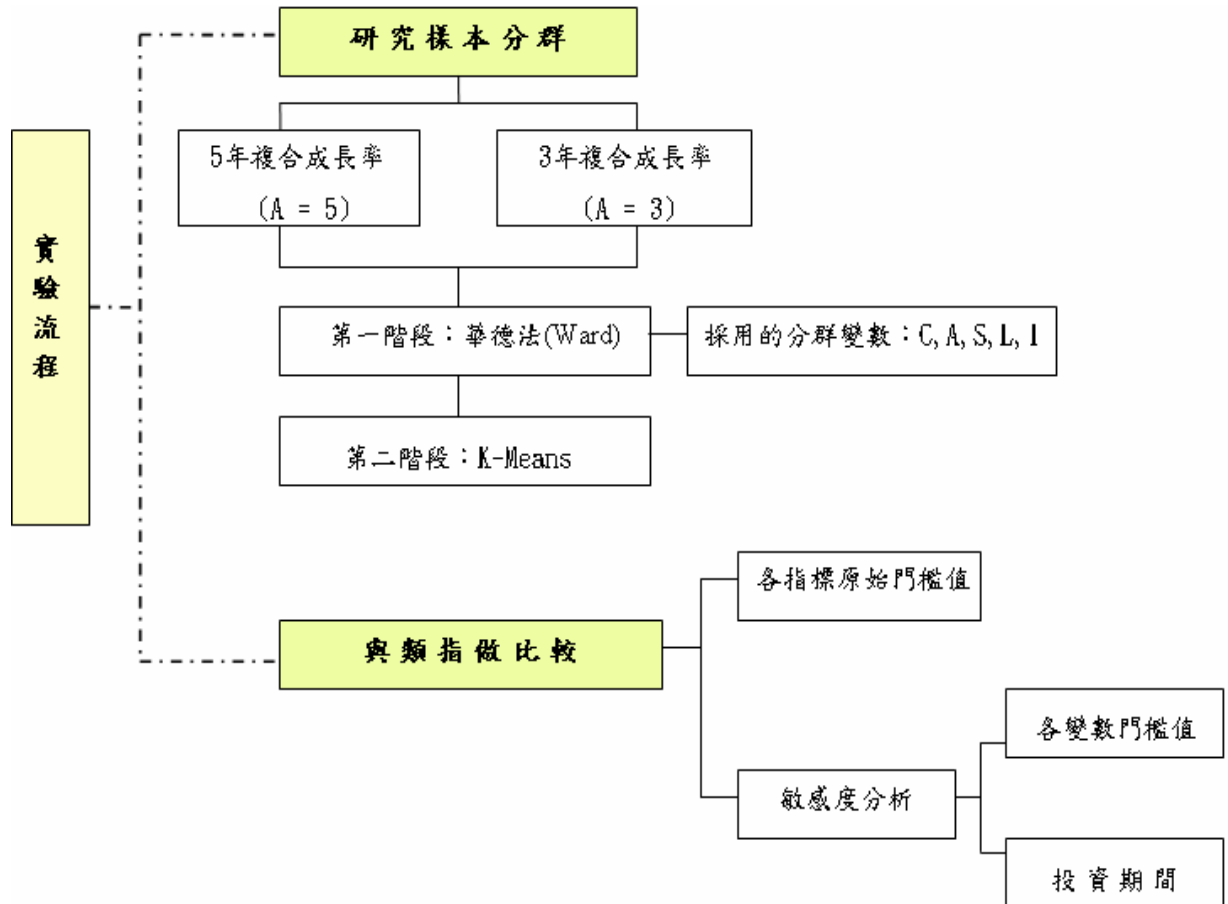 實驗流程
研究樣本分群
5年複合成長率
(A = 5)
3年複合成長率
(A = 3)
第一階段：華德法(Ward)
採用的分群變數：C, A, S, L, I
第二階段：K-Means
與類指做比較
各指標原始門檻值
敏感度分析
各變數門檻值
投資期間